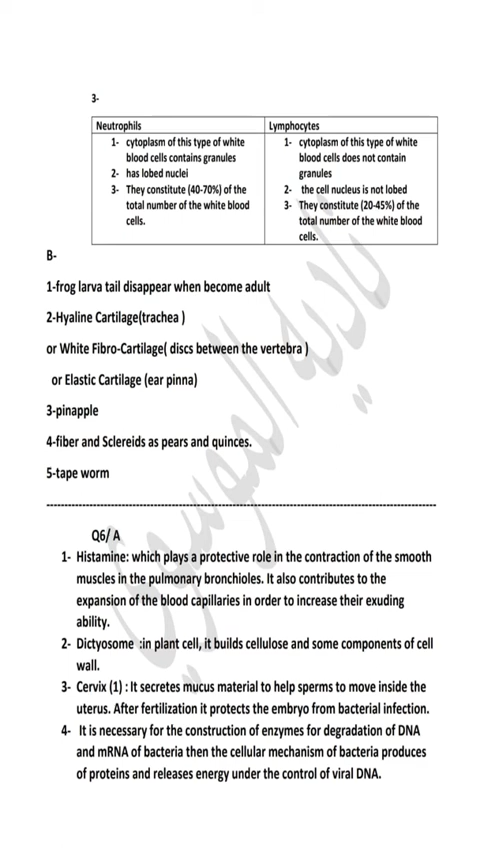 3-
Neutrophils
1- cytoplasm of this type of white
blood cells contains granules
2- has lobed nuclei
3- They constitute (40-70%) of the
total number of the white blood
cells.
Lymphocytes
1- cytoplasm of this type of white
blood cells does not contain
granules
2- the cell nucleus is not lobed
3- They constitute (20-45%) of the
total number of the white blood
cells.
B-
1-frog larva tail disappear when become adult
2-Hyaline Cartilage(trachea )
or White Fibro-Cartilage( discs between the vertebra )
or Elastic Cartilage (ear pinna)
3-pinapple
4-fiber and Sclereids as pears and quinces.
5-tape worm
Q6/ A
1- Histamine: which plays a protective role in the contraction of the smooth
muscles in the pulmonary bronchioles. It also contributes to the
expansion of the blood capillaries in order to increase their exuding
ability.
2- Dictyosome :in plant cell, it builds cellulose and some components of cell
wall.
3- Cervix (1) : It secretes mucus material to help sperms to move inside the
uterus. After fertilization it protects the embryo from bacterial infection.
4- It is necessary for the construction of enzymes for degradation of DNA
and mRNA of bacteria then the cellular mechanism of bacteria produces
of proteins and releases energy under the control of viral DNA.
نادية الموسوي